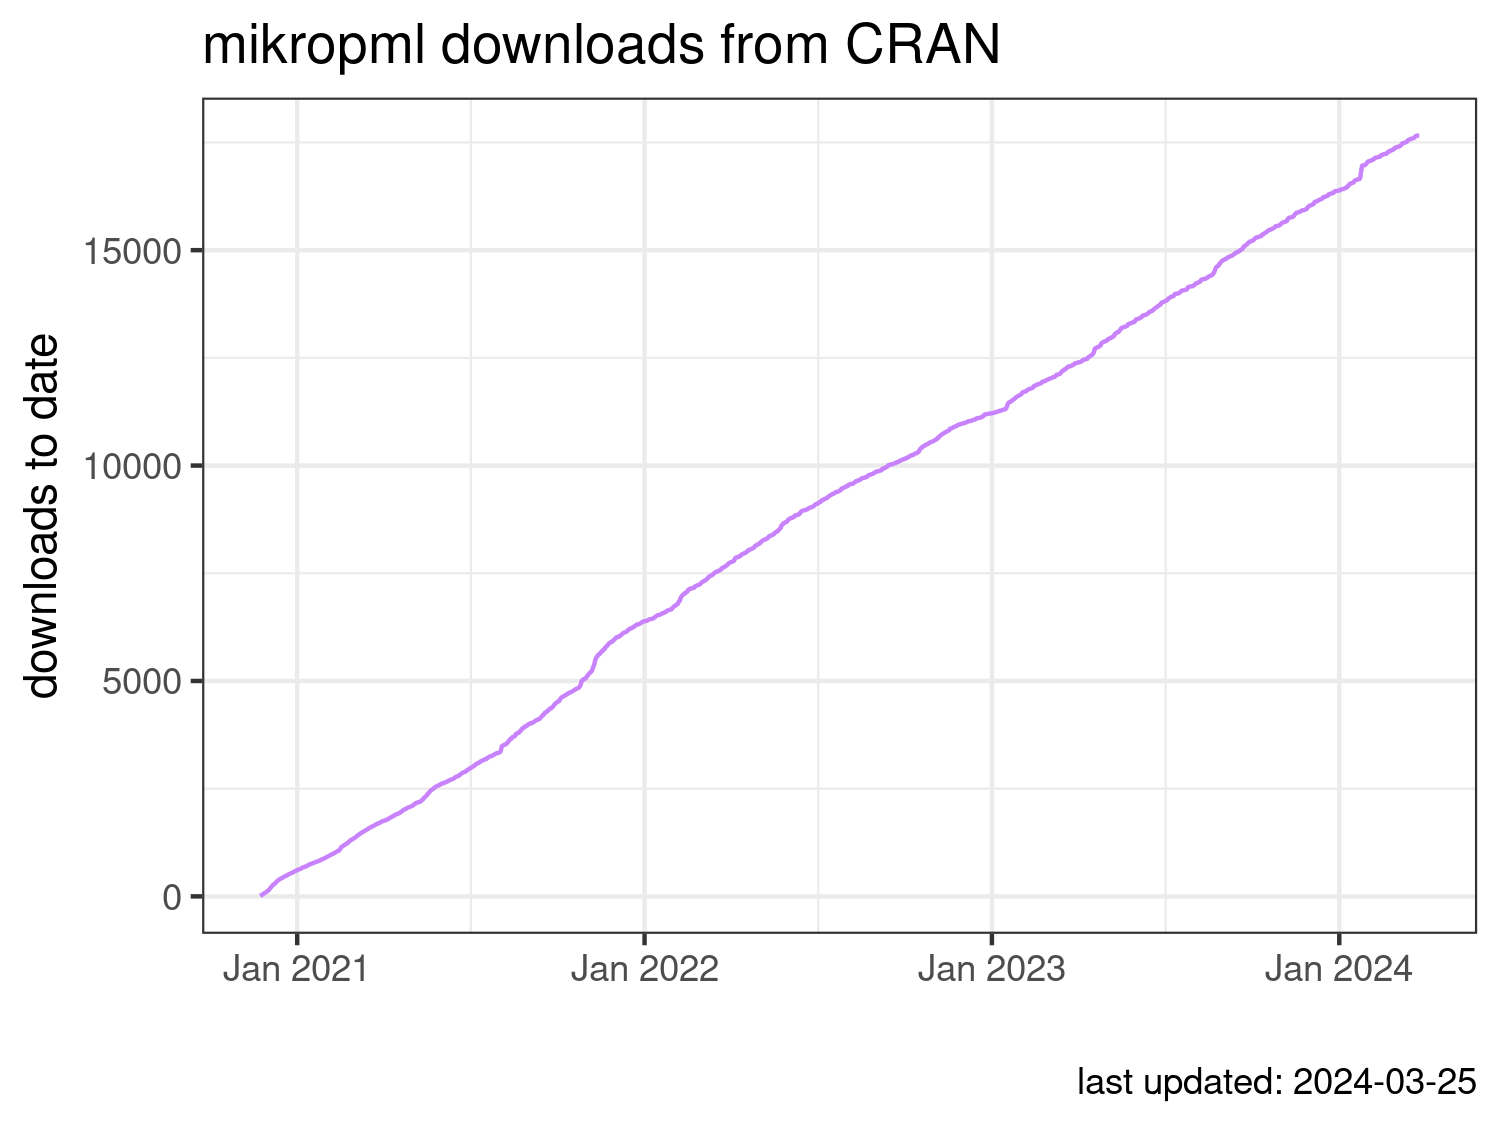 mikropml downloads from CRAN
downloads to date
15000
10000
5000
0
Jan 2021 Jan 2022 Jan 2023 Jan 2024
last updated: 2024-03-25